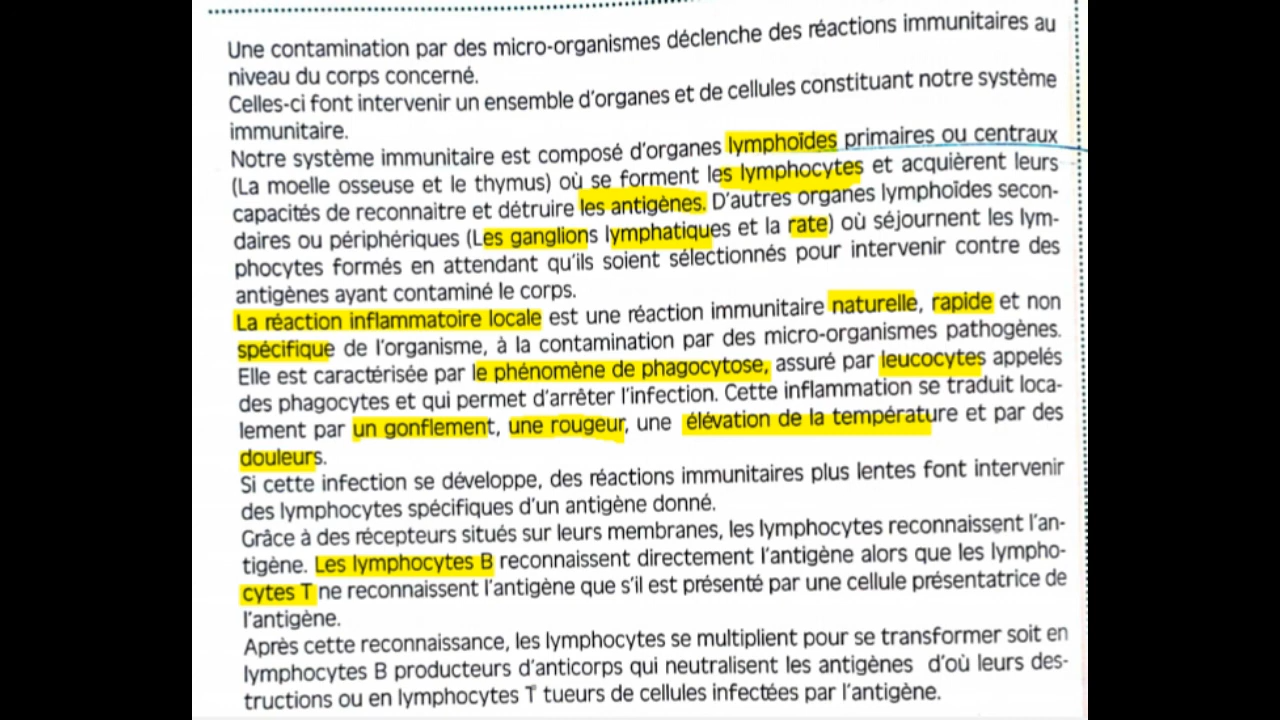 Une contamination par des micro-organismes déclenche des réactions immunitaires au
niveau du corps concerné.
Celles-ci font intervenir un ensemble d'organes et de cellules constituant notre système
immunitaire.
Notre système immunitaire est composé d'organes lymphoïdes primaires ou centraux
(La moelle osseuse et le thymus) où se forment les lymphocytes et acquièrent leurs
capacités de reconnaitre et détruire les antigènes. D'autres organes lymphoïdes secon-
daires ou périphériques (Les ganglions lymphatiques et la rate) où séjournent les lym-
phocytes formés en attendant qu'ils soient sélectionnés pour intervenir contre des
antigènes ayant contaminé le corps.
La réaction inflammatoire locale est une réaction immunitaire naturelle, rapide et non
spécifique de l'organisme, à la contamination par des micro-organismes pathogènes.
Elle est caractérisée par le phénomène de phagocytose, assuré par leucocytes appelés
des phagocytes et qui permet d'arrêter l'infection. Cette inflammation se traduit loca-
lement par un gonflement, une rougeur, une élévation de la température et par des
douleurs.
Si cette infection se développe, des réactions immunitaires plus lentes font intervenir
des lymphocytes spécifiques d'un antigène donné.
Grâce à des récepteurs situés sur leurs membranes, les lymphocytes reconnaissent l'an-
tigène. Les lymphocytes B reconnaissent directement l'antigène alors que les lympho-
cytes T ne reconnaissent l'antigène que s'il est présenté par une cellule présentatrice de
l'antigène.
Après cette reconnaissance, les lymphocytes se multiplient pour se transformer soit en
lymphocytes B producteurs d'anticorps qui neutralisent les antigènes d'où leurs des-
tructions ou en lymphocytes T tueurs de cellules infectées par l'antigène.